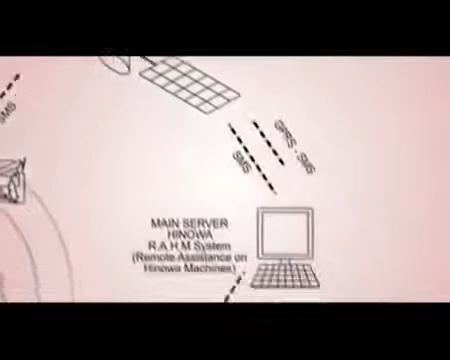 SMS
GPRS - SMS
SMS
MAIN SERVER
HINOWA
R.A.H.M System
(Remote Assistance on
Hinowa Machines)